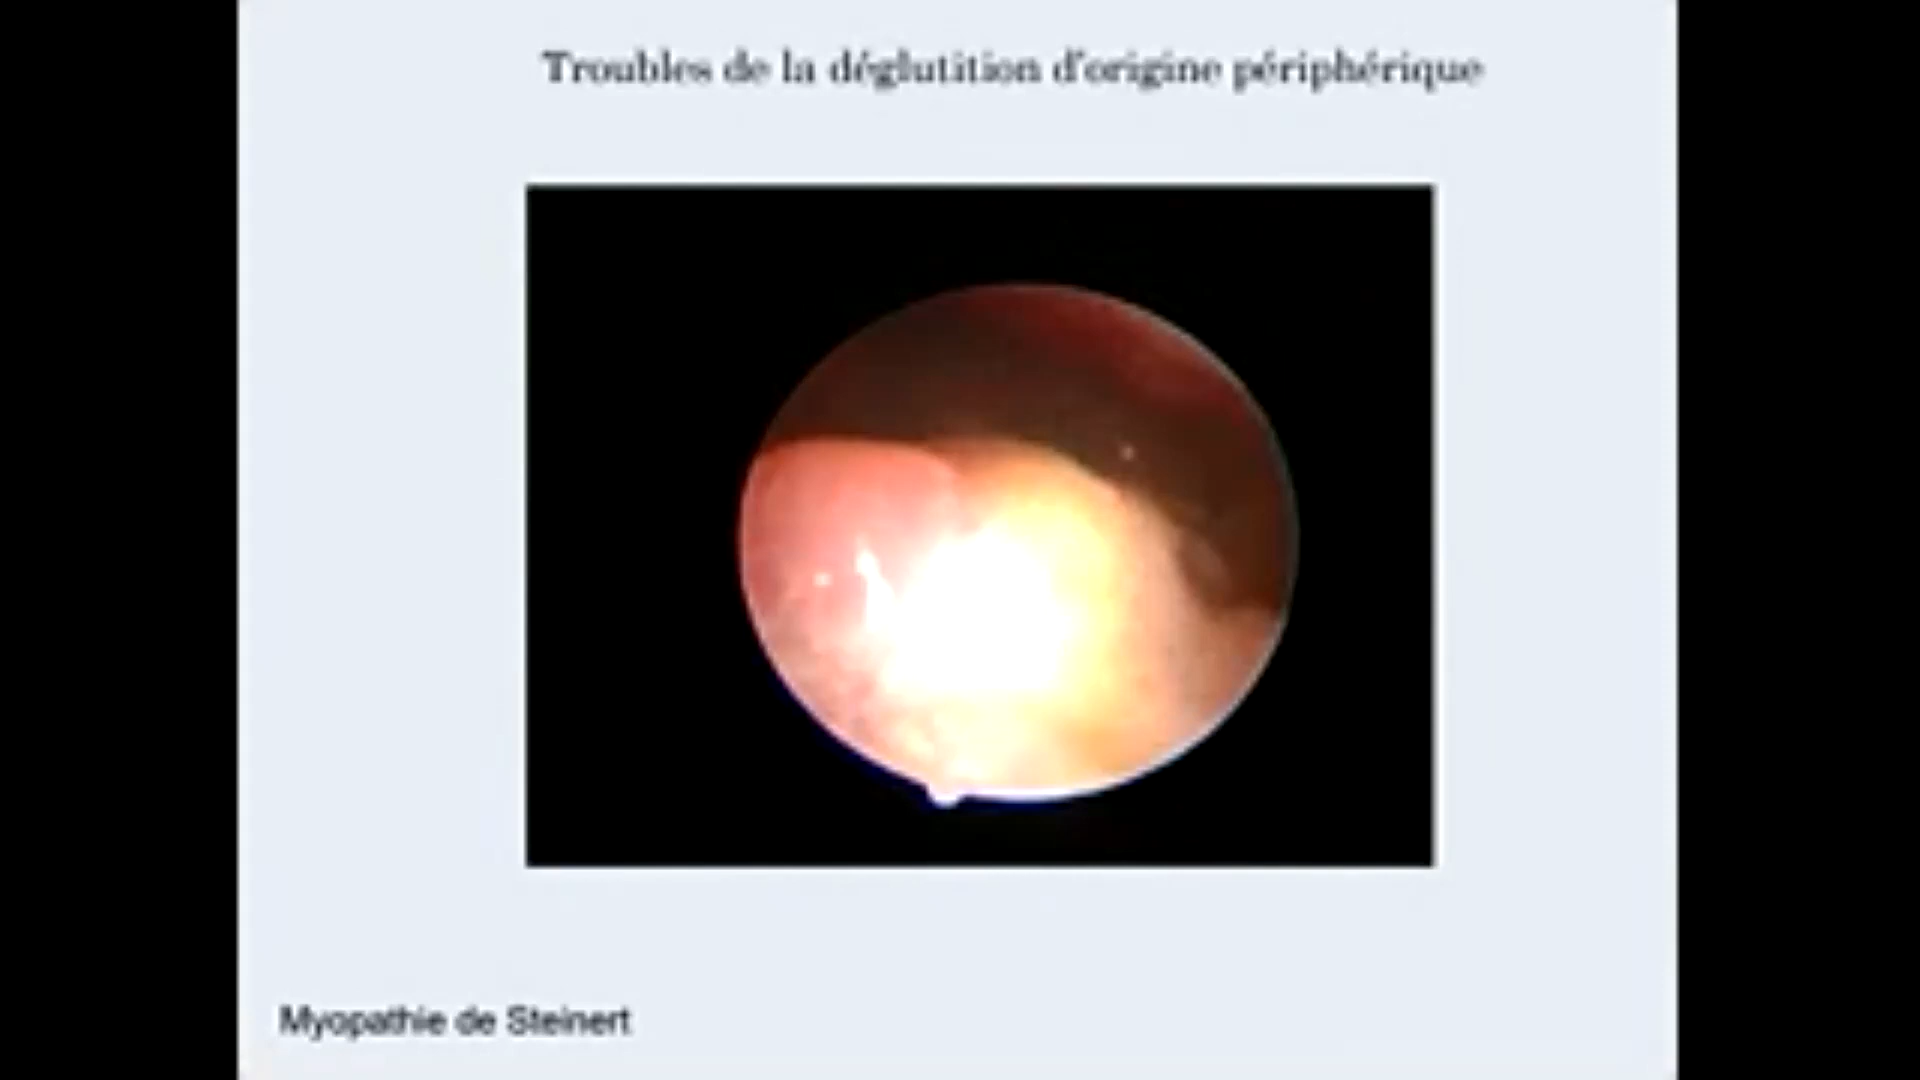 Troubles de la déglutition d'origine périphérique
Myopathie de Steinert